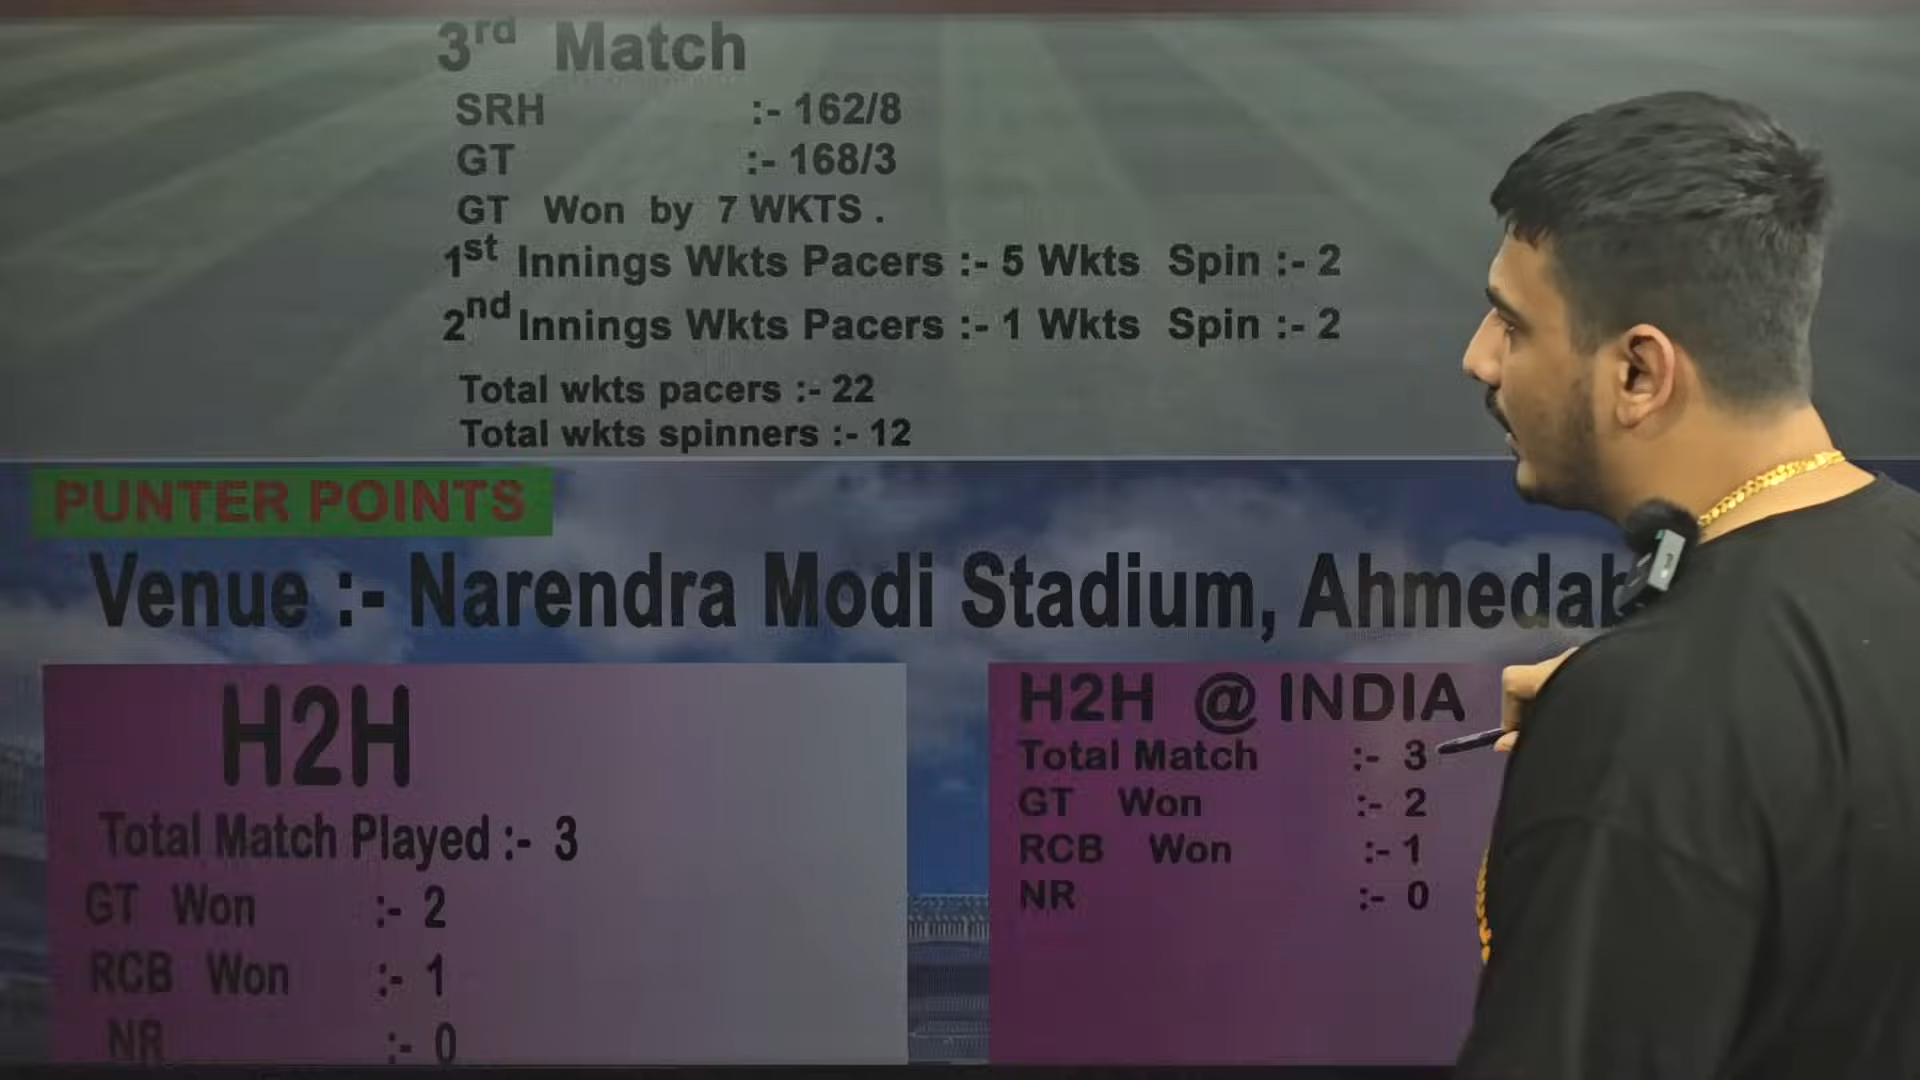 3rd Match
SRH :- 162/8
GT :- 168/3
GT Won by 7 WKTS .
1st Innings Wkts Pacers :- 5 Wkts Spin :- 2
2nd Innings Wkts Pacers :- 1 Wkts Spin :- 2
Total wkts pacers :- 22
Total wkts spinners :- 12
PUNTER POINTS
Venue :- Narendra Modi Stadium,
H2H
Total Match Played :- 3
GT Won :- 2
RCB Won :- 1
NR :- 0
H2H @ INDIA
Total Match :- 3
GT Won :- 2
RCB Won :- 1
NR :- 0